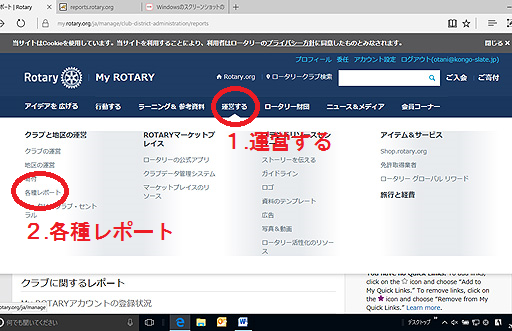 ポート | Rotary
reports.rotary.org
Windowsのスクリーンショットの
my.rotary.org/ja/manage/club-district-administration/reports
当サイトはCookieを使用しています。当サイトを利用することにより、利用者はロータリーのプライバシー方針に同意したものとみなされます。
閉じる ×
プロフィール 委任 アカウント設定 ログアウト(otani@kongo-slate.jp)
Rotary
My ROTARY
Rotary.org
ロータリークラブ検索
ご入会
ご寄付
アイデアを広げる
行動する
ラーニング＆参考資料
運営する
ロータリー財団
ニュース＆メディア
会員コーナー
１.運営する
クラブと地区の運営
クラブの運営
地区の運営
各種レポート
２.各種レポート
ラル
ロータリーマーケットプレイス
ロータリーの公式アプリ
クラブデータ管理システム
マーケットプレイスのリソース
ストーリーを伝える
ガイドライン
ロゴ
資料のテンプレート
広告
写真＆動画
ロータリー活性化のリソース
アイテム＆サービス
Shop.rotary.org
免許取得業者
ロータリー グローバル リワード
旅行と経費
クラブに関するレポート
My ROTARYアカウントの登録状況
You have no Quick Links. To add links,
click on the ☆ icon and choose "Add to
My Quick Links." To remove links, click
on the ★ icon and choose "Remove from
My Quick Links." Learn more.
otary.org/ja/manage
何でも聞いてください
デスクトップ